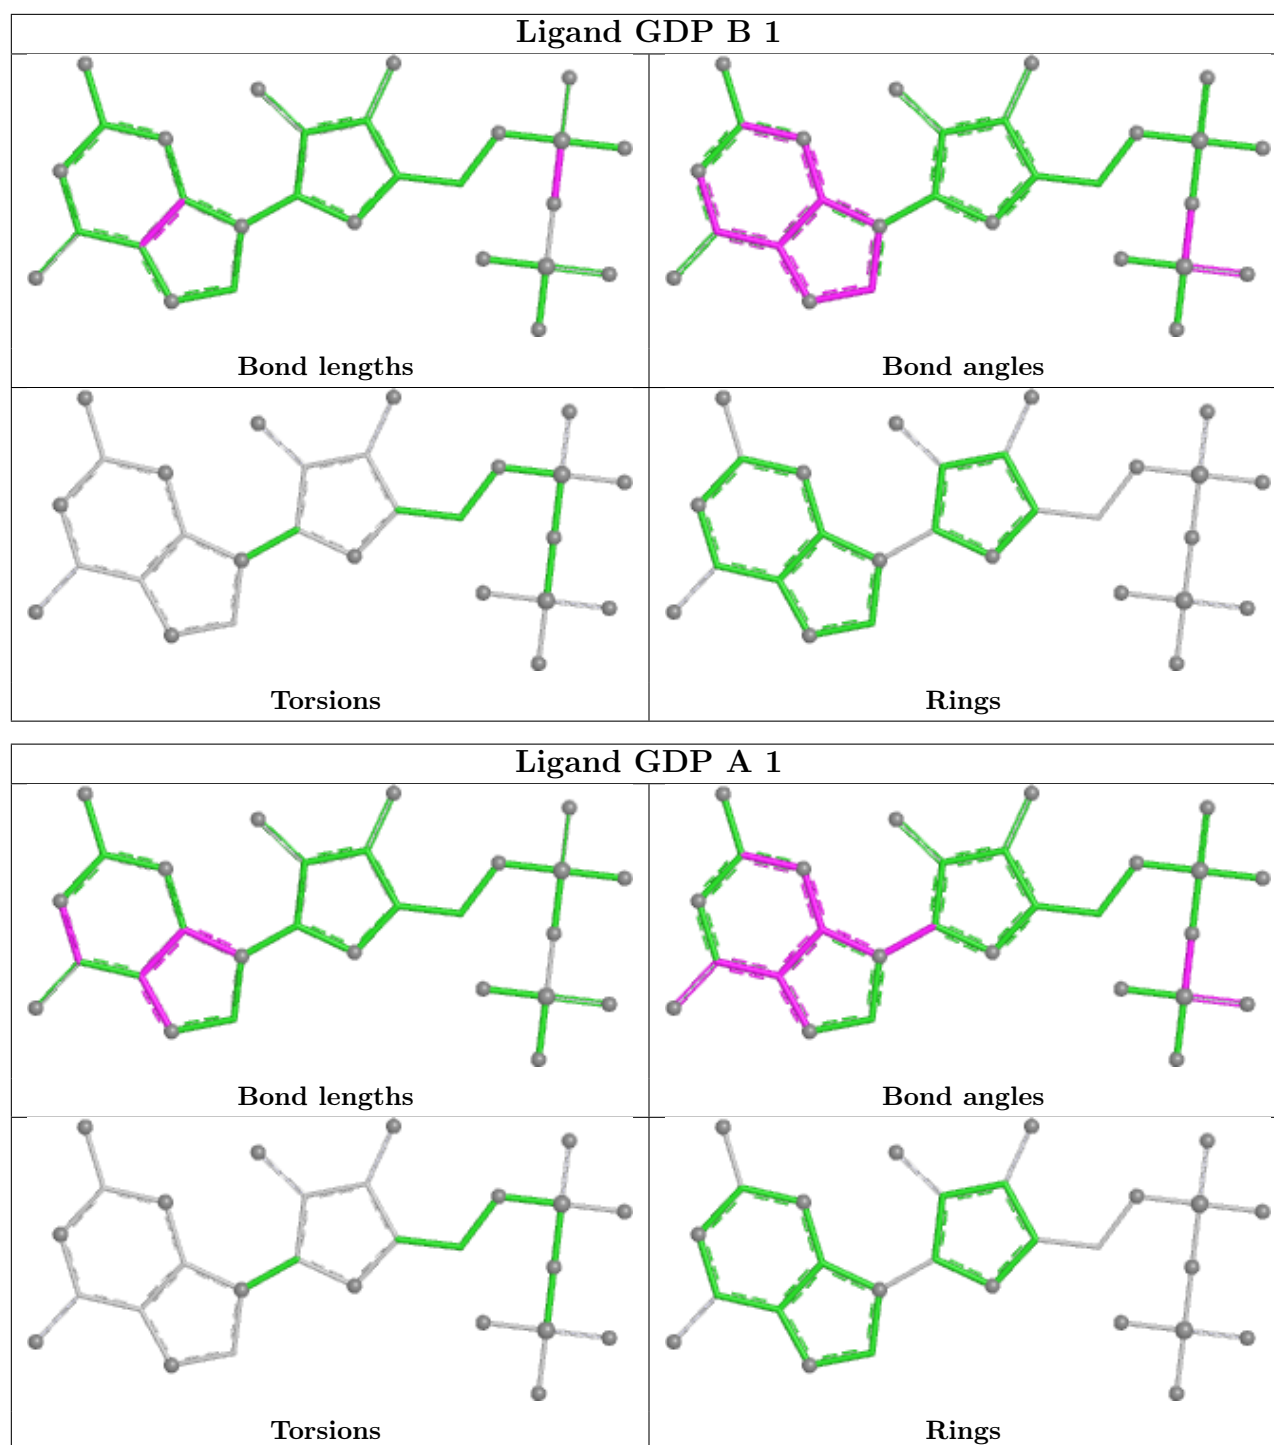 Ligand GDP B 1
Bond lengths
Bond angles
Torsions
Rings
Ligand GDP A 1
Bond lengths
Bond angles
Torsions
Rings